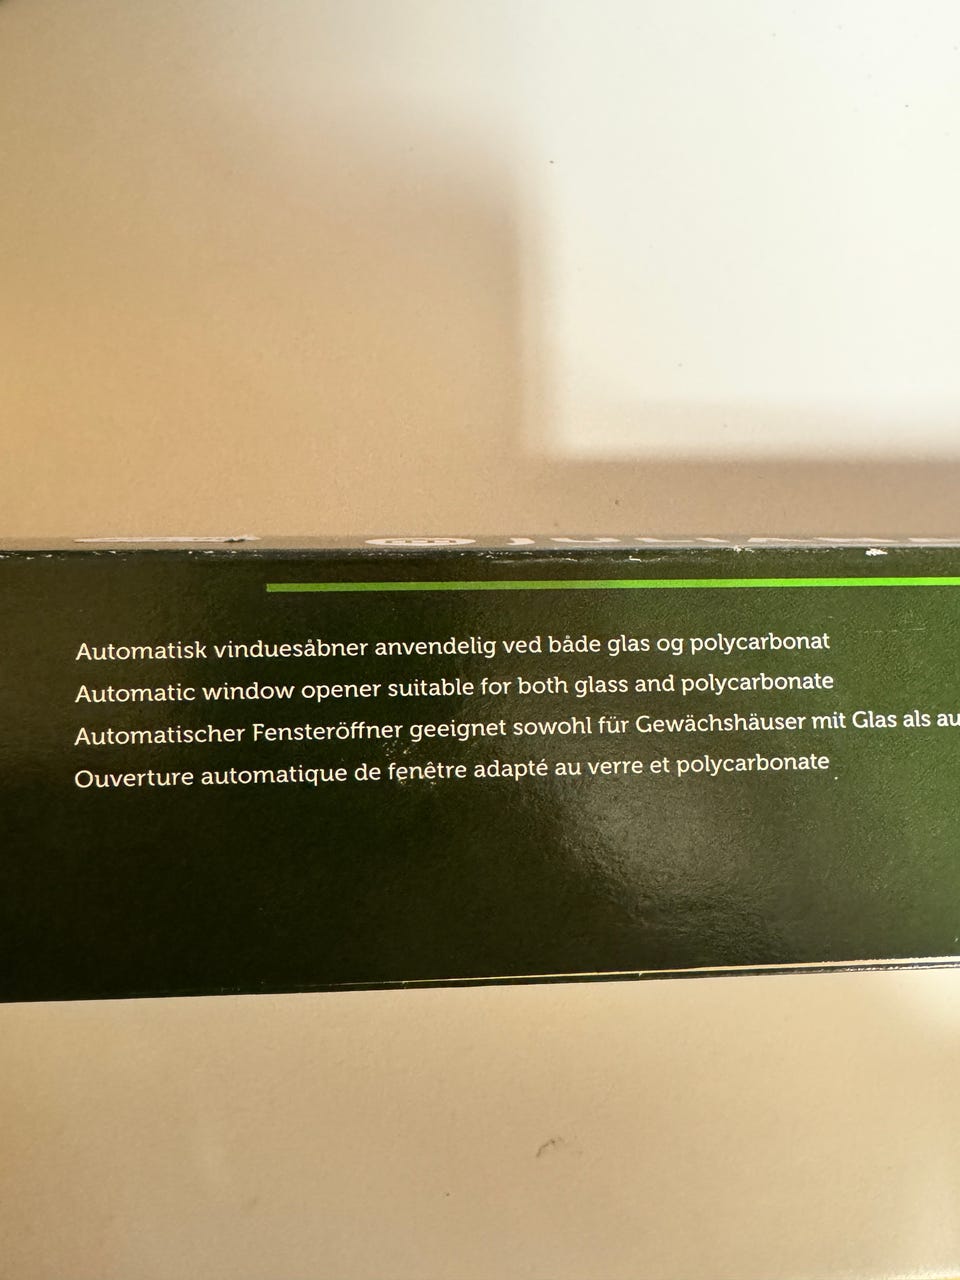 Automatisk vinduesåbner anvendelig ved både glas og polycarbonat
Automatic window opener suitable for both glass and polycarbonate
Automatischer Fensteröffner geeignet sowohl für Gewächshäuser mit Glas als
Ouverture automatique de fenêtre adapté au verre et polycarbonate